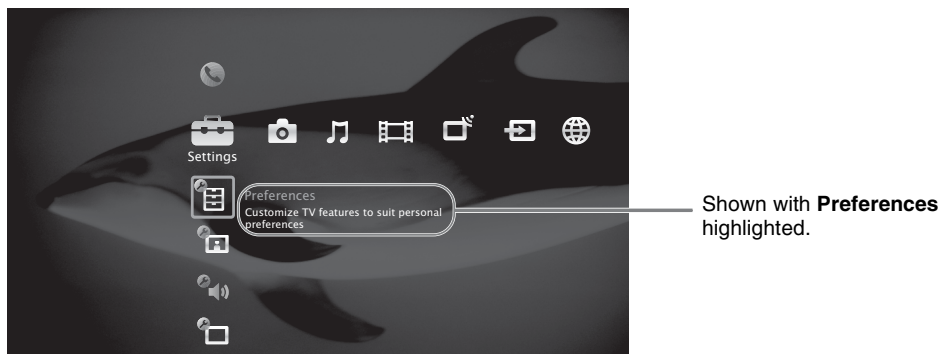 Settings
Preferences
Customize TV features to suit personal
preferences
Shown with Preferences
highlighted.